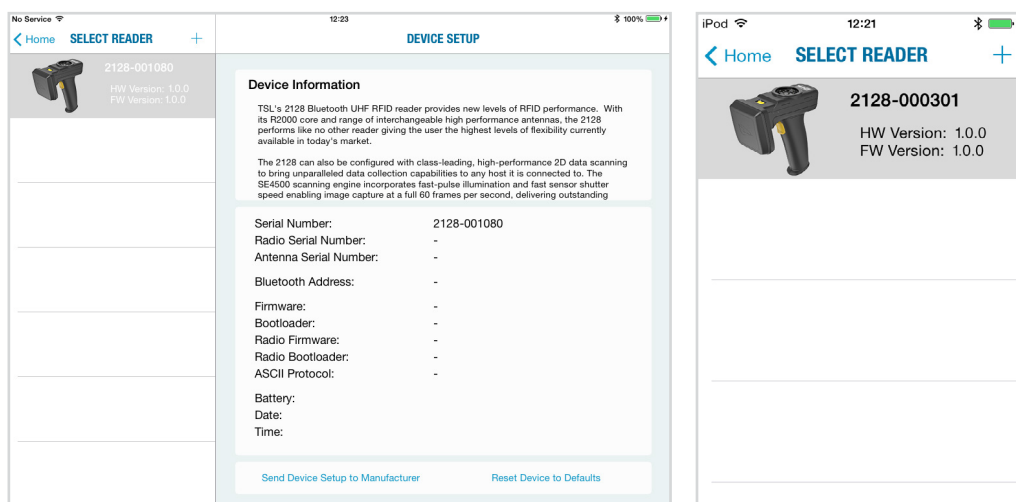 No Service
12:23
100%
Home
SELECT READER
+
DEVICE SETUP
2128-001080
HW Version: 1.0.0
FW Version: 1.0.0
Device Information
TSL's 2128 Bluetooth UHF RFID reader provides new levels of RFID performance. With
its R2000 core and range of interchangeable high performance antennas, the 2128
performs like no other reader giving the user the highest levels of flexibility currently
available in today's market.
The 2128 can also be configured with class-leading, high-performance 2D data scanning
to bring unparalleled data collection capabilities to any host it is connected to. The
SE4500 scanning engine incorporates fast-pulse illumination and fast sensor shutter
speed enabling image capture at a full 60 frames per second, delivering outstanding
Serial Number: 2128-001080
Radio Serial Number: -
Antenna Serial Number: -
Bluetooth Address: -
Firmware: -
Bootloader: -
Radio Firmware: -
Radio Bootloader: -
ASCII Protocol: -
Battery:
Date:
Time:
Send Device Setup to Manufacturer
Reset Device to Defaults
iPod
12:21
Home
SELECT READER
+
2128-000301
HW Version: 1.0.0
FW Version: 1.0.0